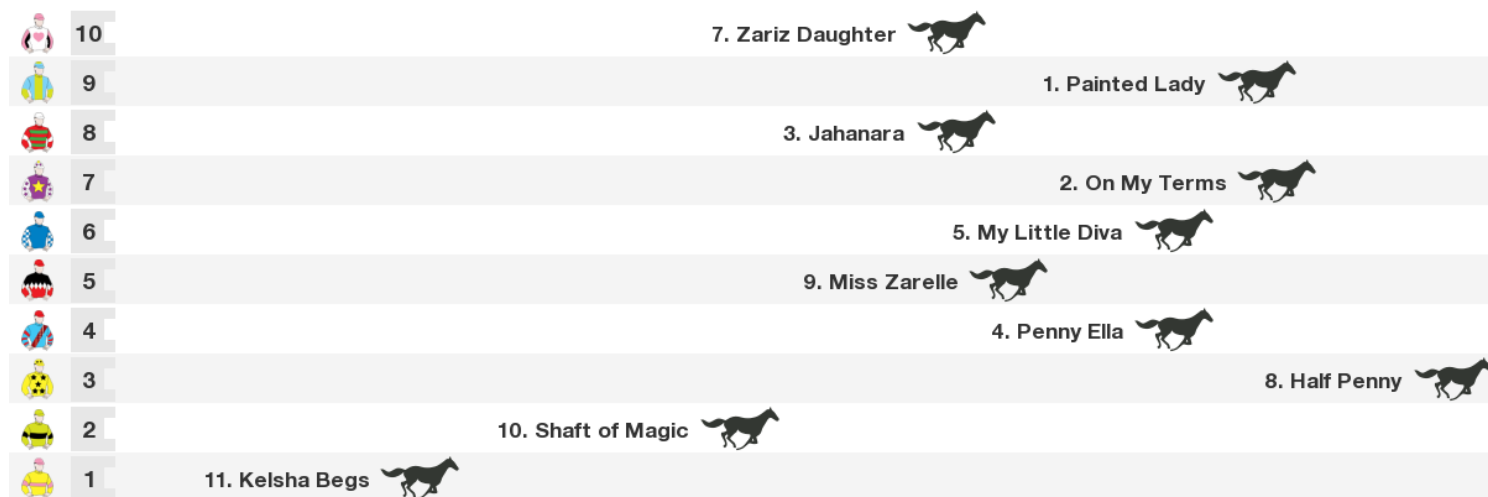 10 7. Zariz Daughter
9 1. Painted Lady
8 3. Jahanara
7 2. On My Terms
6 5. My Little Diva
5 9. Miss Zarelle
4 4. Penny Ella
3 8. Half Penny
2 10. Shaft of Magic
1 11. Kelsha Begs